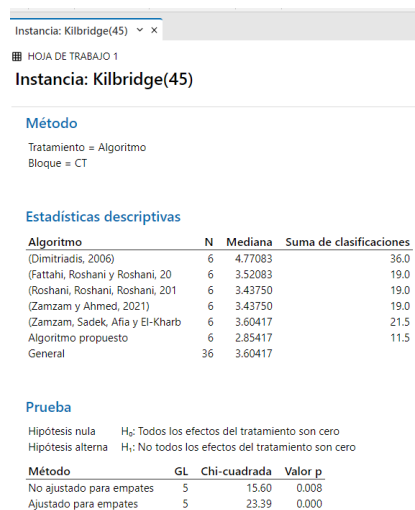 Instancia: Kilbridge(45)
HOJA DE TRABAJO 1
Instancia: Kilbridge(45)
Método
Tratamiento = Algoritmo
Bloque = CT
Estadísticas descriptivas
Algoritmo N Mediana Suma de clasificaciones
(Dimitriadis, 2006) 6 4.77083 36.0
(Fattahi, Roshani y Roshani, 20 6 3.52083 19.0
(Roshani, Roshani, Roshani, 201 6 3.43750 19.0
(Zamzam y Ahmed, 2021) 6 3.43750 19.0
(Zamzam, Sadek, Afia y El-Kharb 6 3.60417 21.5
Algoritmo propuesto 6 2.85417 11.5
General 36 3.60417
Prueba
Hipótesis nula H₀: Todos los efectos del tratamiento son cero
Hipótesis alterna H₁: No todos los efectos del tratamiento son cero
Método GL Chi-cuadrada Valor p
No ajustado para empates 5 15.60 0.008
Ajustado para empates 5 23.39 0.000